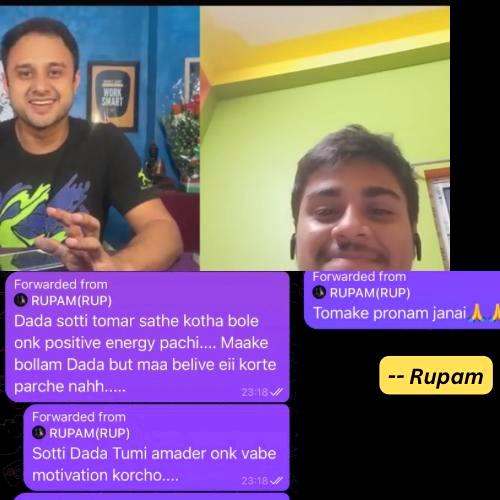 WORK
SMART
Forwarded from
RUPAM(RUP)
Dada sotti tomar sathe kotha bole
onk positive energy pachi.... Maake
bollam Dada but maa belive eii korte
parche nahh.....
23:18
Forwarded from
RUPAM(RUP)
Sotti Dada Tumi amader onk vabe
motivation korcho....
23:18
Forwarded from
RUPAM(RUP)
Tomake pronam janai🙏🙏
-- Rupam